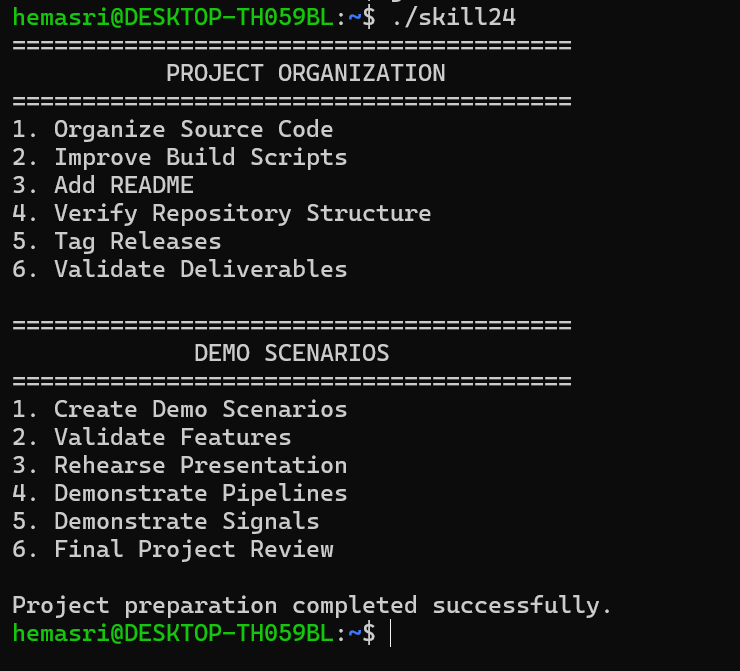 hemasri@DESKTOP-TH059BL:~$ ./skill24
========================================
PROJECT ORGANIZATION
========================================
1. Organize Source Code
2. Improve Build Scripts
3. Add README
4. Verify Repository Structure
5. Tag Releases
6. Validate Deliverables
========================================
DEMO SCENARIOS
========================================
1. Create Demo Scenarios
2. Validate Features
3. Rehearse Presentation
4. Demonstrate Pipelines
5. Demonstrate Signals
6. Final Project Review
Project preparation completed successfully.
hemasri@DESKTOP-TH059BL:~$